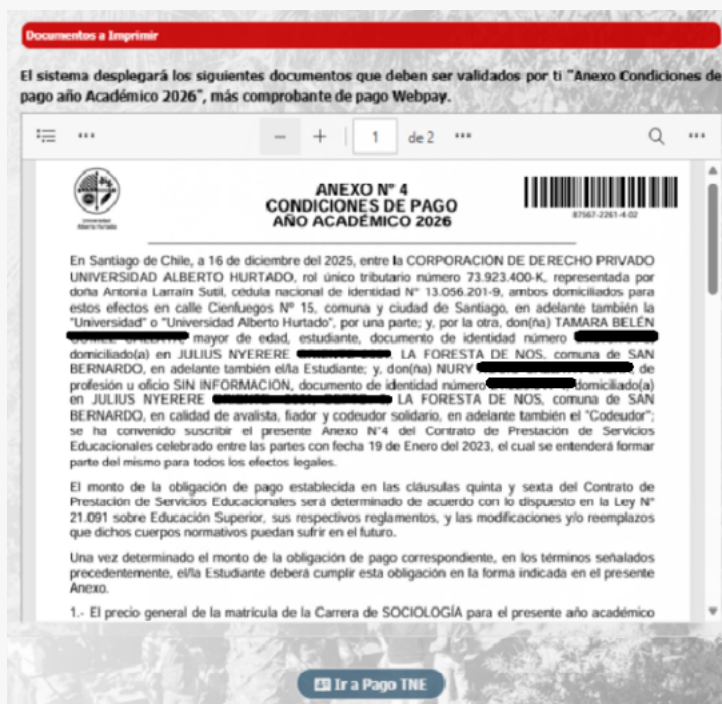 Documentos a Imprimir
El sistema desplegará los siguientes documentos que deben ser validados por ti "Anexo Condiciones de
pago año Académico 2026", más comprobante de pago Webpay.
1 de 2
Universidad
Alberto Hurtado
ANEXO N° 4
CONDICIONES DE PAGO
AÑO ACADÉMICO 2026
87567-2261-4-02
En Santiago de Chile, a 16 de diciembre del 2025, entre la CORPORACIÓN DE DERECHO PRIVADO
UNIVERSIDAD ALBERTO HURTADO, rol único tributario número 73.923.400-K, representada por
doña Antonia Larraín Sutil, cédula nacional de identidad N° 13.056.201-9, ambos domiciliados para
estos efectos en calle Cienfuegos N° 15, comuna y ciudad de Santiago, en adelante también la
"Universidad" o "Universidad Alberto Hurtado", por una parte; y, por la otra, don(ña) TAMARA BELÉN
mayor de edad, estudiante, documento de identidad número
domiciliado(a) en JULIUS NYERERE LA FORESTA DE NOS, comuna de SAN
BERNARDO, en adelante también el/la Estudiante; y, don(ña) NURY de
profesión u oficio SIN INFORMACIÓN, documento de identidad número domiciliado(a)
en JULIUS NYERERE LA FORESTA DE NOS, comuna de SAN
BERNARDO, en calidad de avalista, fiador y codeudor solidario, en adelante también el "Codeudor";
se ha convenido suscribir el presente Anexo N°4 del Contrato de Prestación de Servicios
Educacionales celebrado entre las partes con fecha 19 de Enero del 2023, el cual se entenderá formar
parte del mismo para todos los efectos legales.
El monto de la obligación de pago establecida en las cláusulas quinta y sexta del Contrato de
Prestación de Servicios Educacionales será determinado de acuerdo con lo dispuesto en la Ley N°
21.091 sobre Educación Superior, sus respectivos reglamentos, y las modificaciones y/o reemplazos
que dichos cuerpos normativos puedan sufrir en el futuro.
Una vez determinado el monto de la obligación de pago correspondiente, en los términos señalados
precedentemente, el/la Estudiante deberá cumplir esta obligación en la forma indicada en el presente
Anexo.
1.- El precio general de la matrícula de la Carrera de SOCIOLOGÍA para el presente año académico
Ir a Pago TNE